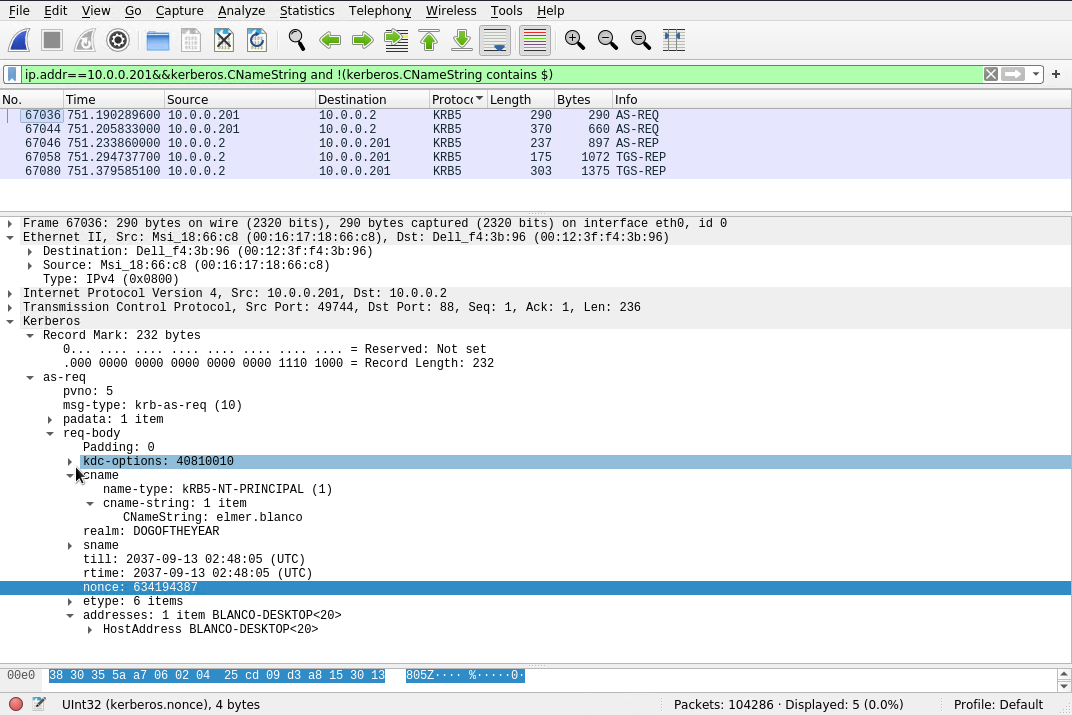 File Edit View Go Capture Analyze Statistics Telephony Wireless Tools Help
ip.addr==10.0.0.201&&kerberos.CNameString and !(kerberos.CNameString contains $)
No. Time Source Destination Protoc Length Bytes Info
67036 751.190289600 10.0.0.201 10.0.0.2 KRB5 290 290 AS-REQ
67044 751.205833000 10.0.0.201 10.0.0.2 KRB5 370 660 AS-REQ
67046 751.233860000 10.0.0.2 10.0.0.201 KRB5 237 897 AS-REP
67058 751.294737700 10.0.0.2 10.0.0.201 KRB5 175 1072 TGS-REP
67080 751.379585100 10.0.0.2 10.0.0.201 KRB5 303 1375 TGS-REP
Frame 67036: 290 bytes on wire (2320 bits), 290 bytes captured (2320 bits) on interface eth0, id 0
Ethernet II, Src: Msi_18:66:c8 (00:16:17:18:66:c8), Dst: Dell_f4:3b:96 (00:12:3f:f4:3b:96)
Destination: Dell_f4:3b:96 (00:12:3f:f4:3b:96)
Source: Msi_18:66:c8 (00:16:17:18:66:c8)
Type: IPv4 (0x0800)
Internet Protocol Version 4, Src: 10.0.0.201, Dst: 10.0.0.2
Transmission Control Protocol, Src Port: 49744, Dst Port: 88, Seq: 1, Ack: 1, Len: 236
Kerberos
Record Mark: 232 bytes
0... .... .... .... .... .... .... .... = Reserved: Not set
.000 0000 0000 0000 0000 0000 1110 1000 = Record Length: 232
as-req
pvno: 5
msg-type: krb-as-req (10)
padata: 1 item
req-body
Padding: 0
kdc-options: 40810010
cname
name-type: kRB5-NT-PRINCIPAL (1)
cname-string: 1 item
CNameString: elmer.blanco
realm: DOGOFTHEYEAR
sname
till: 2037-09-13 02:48:05 (UTC)
rtime: 2037-09-13 02:48:05 (UTC)
nonce: 634194387
etype: 6 items
addresses: 1 item BLANCO-DESKTOP<20>
HostAddress BLANCO-DESKTOP<20>
00e0 38 30 35 5a a7 06 02 04 25 cd 09 d3 a8 15 30 13 805Z···· %·····0·
UInt32 (kerberos.nonce), 4 bytes Packets: 104286 · Displayed: 5 (0.0%) Profile: Default